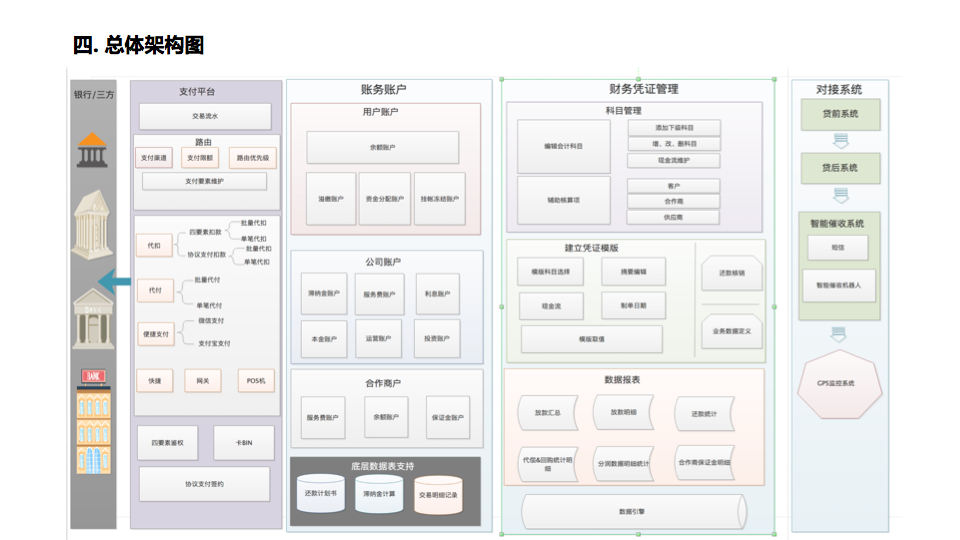 四. 总体架构图
银行/三方
BANK
支付平台
交易流水
路由
支付渠道
支付限额
路由优先级
支付要素维护
代扣
四要素扣款
批量代扣
单笔代扣
协议支付扣款
批量代扣
单笔代扣
代付
批量代付
单笔代付
便捷支付
微信支付
支付宝支付
快捷
网关
POS机
四要素鉴权
卡BIN
协议支付签约
账务账户
用户账户
余额账户
溢缴账户
资金分配账户
挂帐冻结账户
公司账户
滞纳金账户
服务费账户
利息账户
本金账户
运营账户
投资账户
合作商户
服务费账户
余额账户
保证金账户
底层数据表支持
还款计划书
滞纳金计算
交易明细记录
财务凭证管理
科目管理
编辑会计科目
添加下级科目
增、改、删科目
现金流维护
辅助核算项
客户
合作商
供应商
建立凭证模版
模版科目选择
摘要编辑
现金流
制单日期
模版取值
还款核销
业务数据定义
数据报表
放款汇总
放款明细
还款统计
代偿&回购统计明
细
分润数据明细统计
合作商保证金明细
数据引擎
对接系统
贷前系统
贷后系统
智能催收系统
短信
智能催收机器人
GPS监控系统